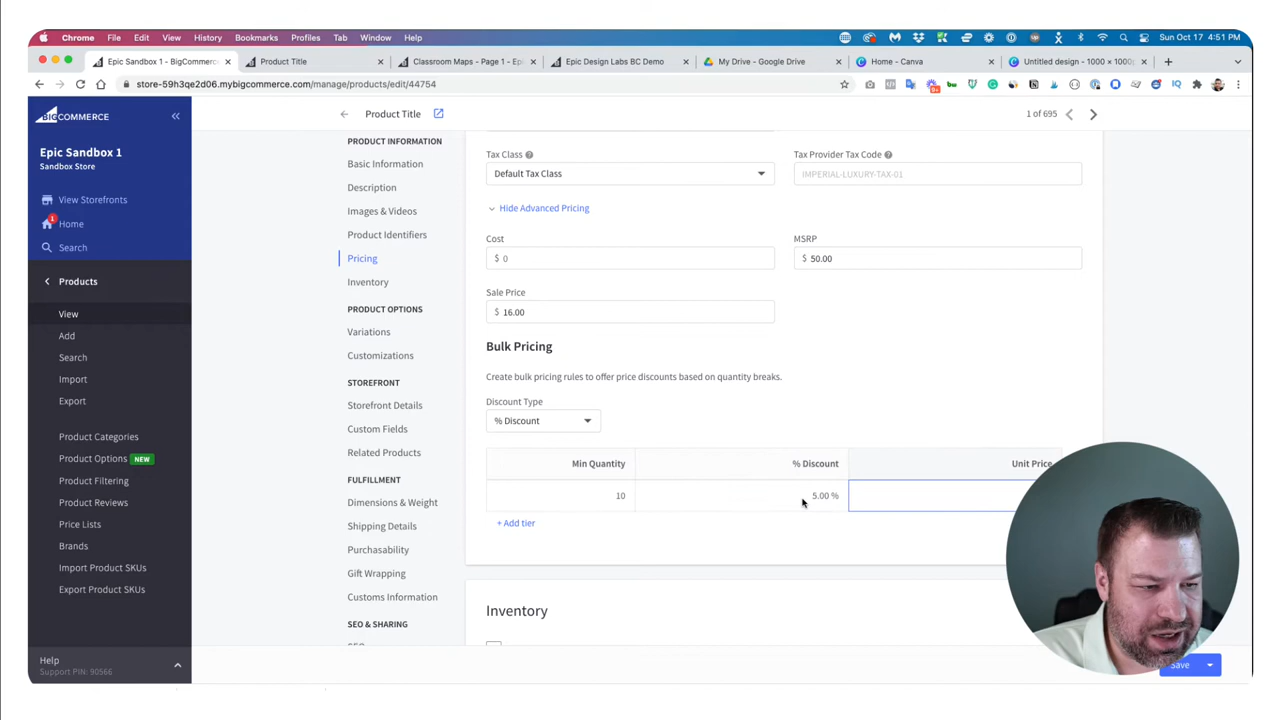 Chrome File Edit View History Bookmarks Profiles Tab Window Help Sun Oct 17 4:51 PM
Epic Sandbox 1 - BigCommerce Product Title Classroom Maps - Page 1 - Epi Epic Design Labs BC Demo My Drive - Google Drive Home - Canva Untitled design - 1000 × 1000p
store-59h3qe2d06.mybigcommerce.com/manage/products/edit/44754
BIGCOMMERCE
Product Title
1 of 695
Epic Sandbox 1
Sandbox Store
View Storefronts
1
Home
Search
Products
View
Add
Search
Import
Export
Product Categories
Product Options NEW
Product Filtering
Product Reviews
Price Lists
Brands
Import Product SKUs
Export Product SKUs
Help
Support PIN: 90566
PRODUCT INFORMATION
Basic Information
Description
Images & Videos
Product Identifiers
Pricing
Inventory
PRODUCT OPTIONS
Variations
Customizations
STOREFRONT
Storefront Details
Custom Fields
Related Products
FULFILLMENT
Dimensions & Weight
Shipping Details
Purchasability
Gift Wrapping
Customs Information
SEO & SHARING
Tax Class
Default Tax Class
Tax Provider Tax Code
IMPERIAL-LUXURY-TAX-01
Hide Advanced Pricing
Cost
$ 0
MSRP
$ 50.00
Sale Price
$ 16.00
Bulk Pricing
Create bulk pricing rules to offer price discounts based on quantity breaks.
Discount Type
% Discount
Min Quantity % Discount Unit Price
10 5.00 %
+ Add tier
Inventory
Save